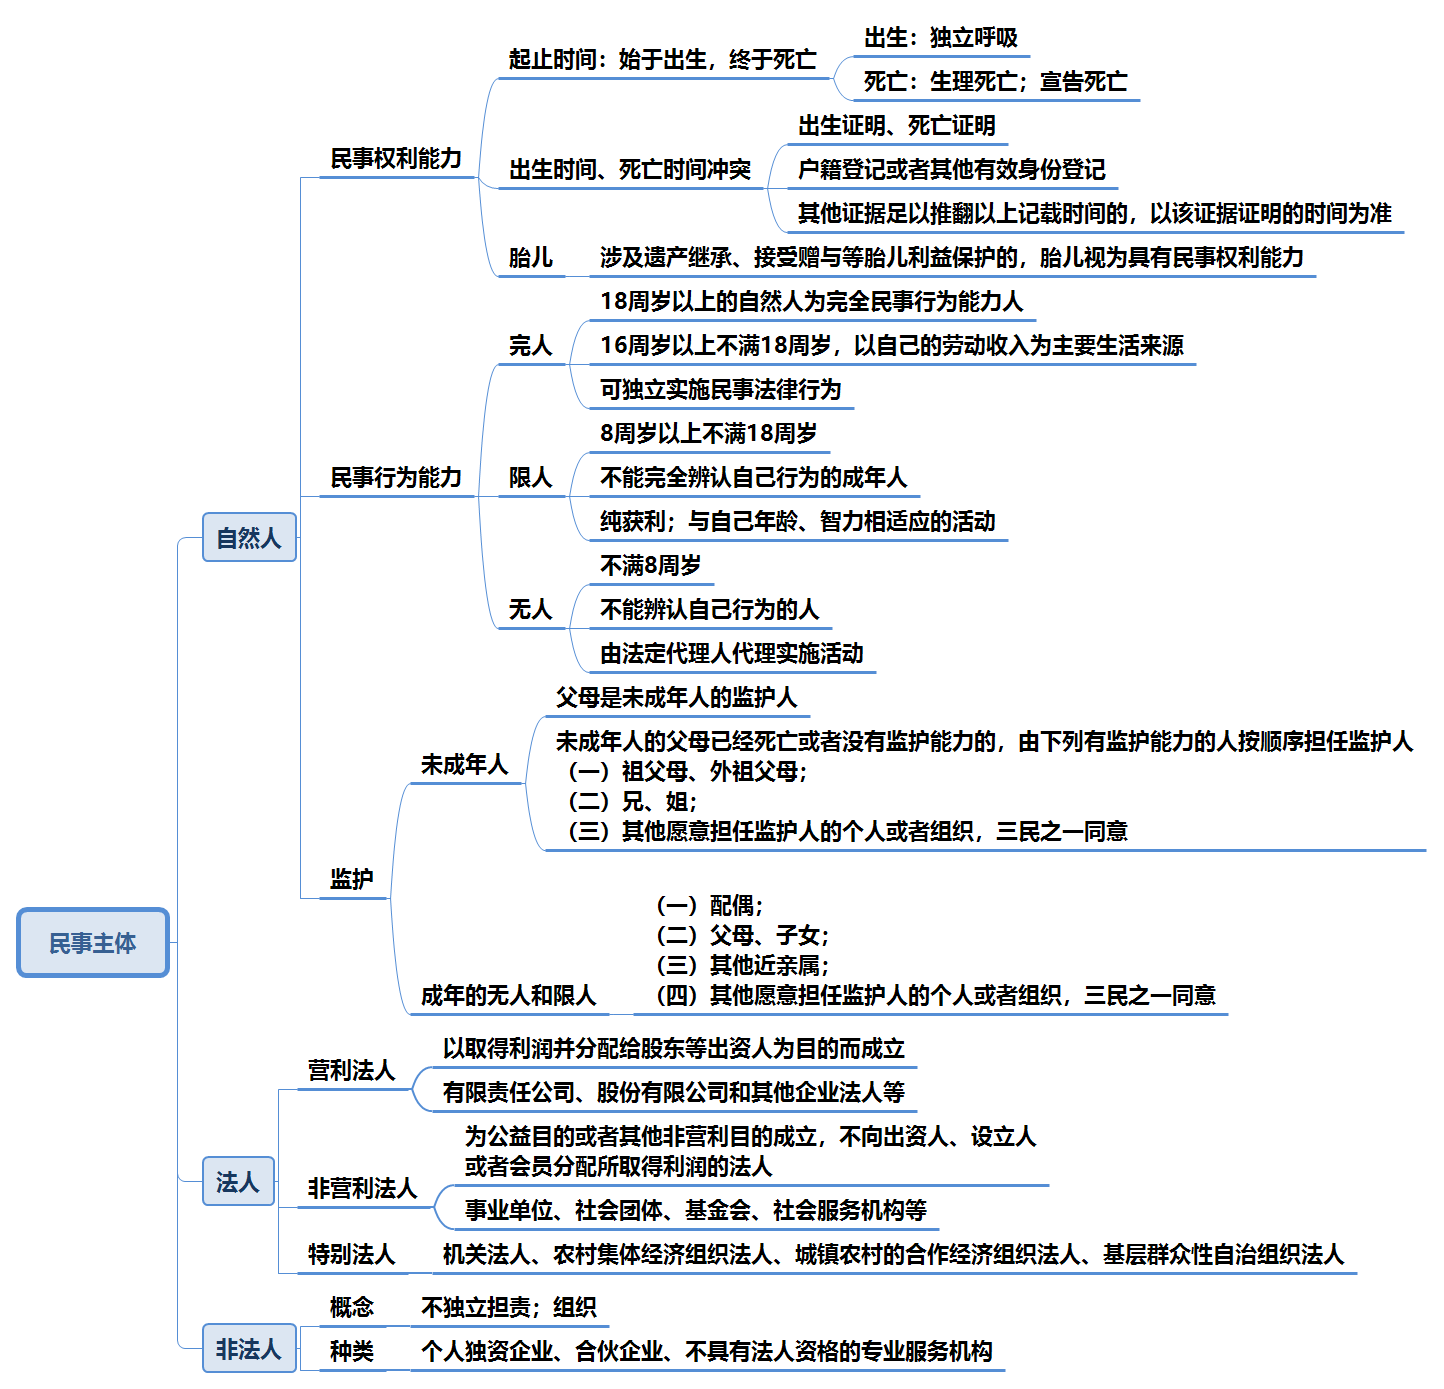 民事主体
自然人
民事权利能力
起止时间：始于出生，终于死亡
出生：独立呼吸
死亡：生理死亡；宣告死亡
出生时间、死亡时间冲突
出生证明、死亡证明
户籍登记或者其他有效身份登记
其他证据足以推翻以上记载时间的，以该证据证明的时间为准
胎儿
涉及遗产继承、接受赠与等胎儿利益保护的，胎儿视为具有民事权利能力
民事行为能力
完人
18周岁以上的自然人为完全民事行为能力人
16周岁以上不满18周岁，以自己的劳动收入为主要生活来源
可独立实施民事法律行为
限人
8周岁以上不满18周岁
不能完全辨认自己行为的成年人
纯获利；与自己年龄、智力相适应的活动
无人
不满8周岁
不能辨认自己行为的人
由法定代理人代理实施活动
监护
未成年人
父母是未成年人的监护人
未成年人的父母已经死亡或者没有监护能力的，由下列有监护能力的人按顺序担任监护人
（一）祖父母、外祖父母；
（二）兄、姐；
（三）其他愿意担任监护人的个人或者组织，三民之一同意
成年的无人和限人
（一）配偶；
（二）父母、子女；
（三）其他近亲属；
（四）其他愿意担任监护人的个人或者组织，三民之一同意
法人
营利法人
以取得利润并分配给股东等出资人为目的而成立
有限责任公司、股份有限公司和其他企业法人等
非营利法人
为公益目的或者其他非营利目的成立，不向出资人、设立人
或者会员分配所取得利润的法人
事业单位、社会团体、基金会、社会服务机构等
特别法人
机关法人、农村集体经济组织法人、城镇农村的合作经济组织法人、基层群众性自治组织法人
非法人
概念
不独立担责；组织
种类
个人独资企业、合伙企业、不具有法人资格的专业服务机构